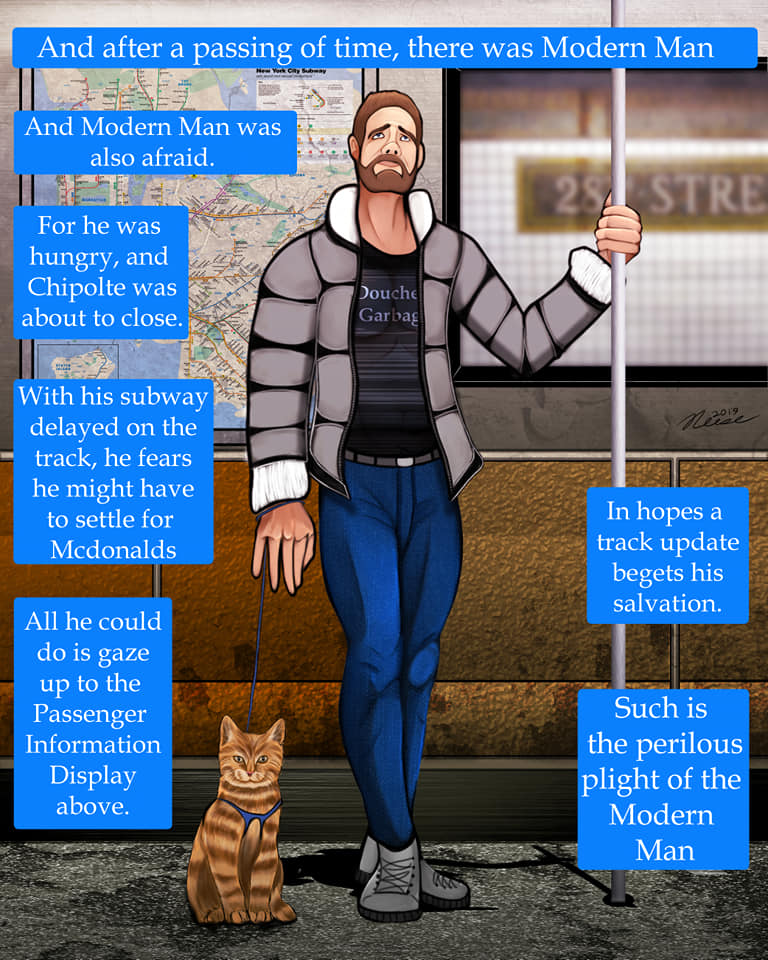 And after a passing of time, there was Modern Man
New York City Subway
And Modern Man was
also afraid.
For he was
hungry, and
Chipolte was
about to close.
With his subway
delayed on the
track, he fears
he might have
to settle for
Mcdonalds
All he could
do is gaze
up to the
Passenger
Information
Display
above.
Douche
Garbag
28 STRE
2019
Neese
In hopes a
track update
begets his
salvation.
Such is
the perilous
plight of the
Modern
Man